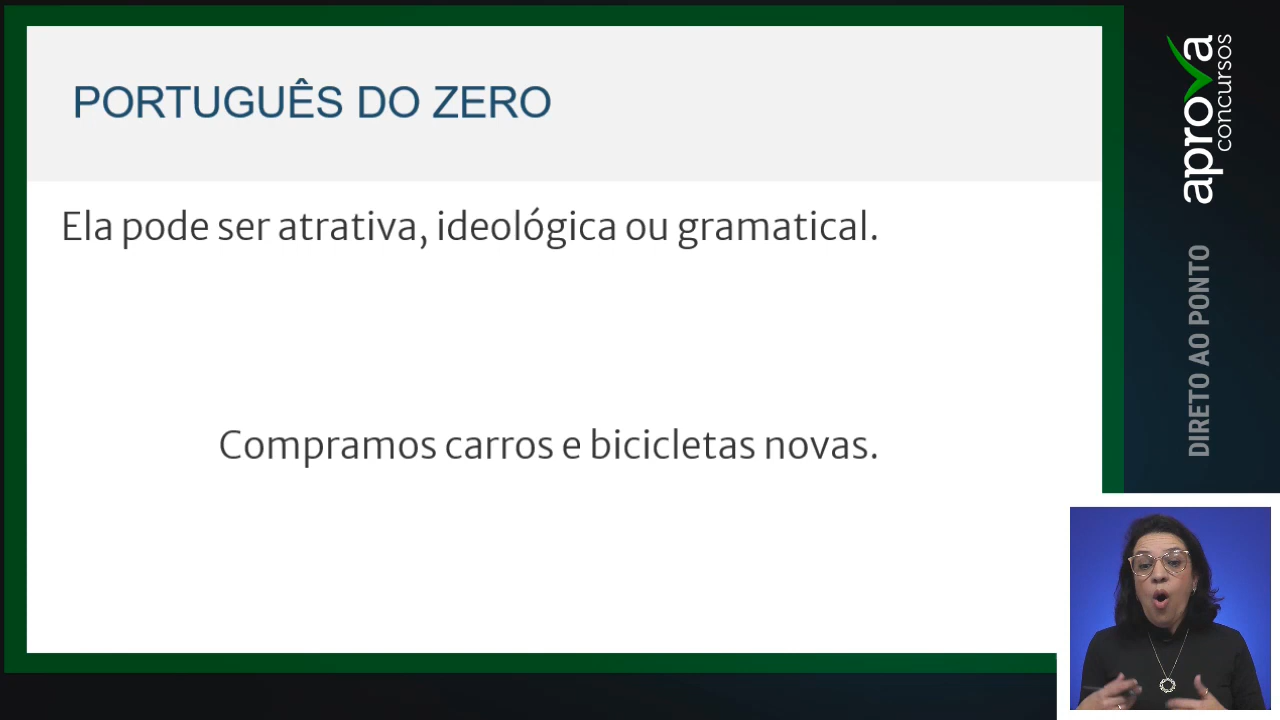 PORTUGUÊS DO ZERO
Ela pode ser atrativa, ideológica ou gramatical.
Compramos carros e bicicletas novas.
aprova
concursos
DIRETO AO PONTO